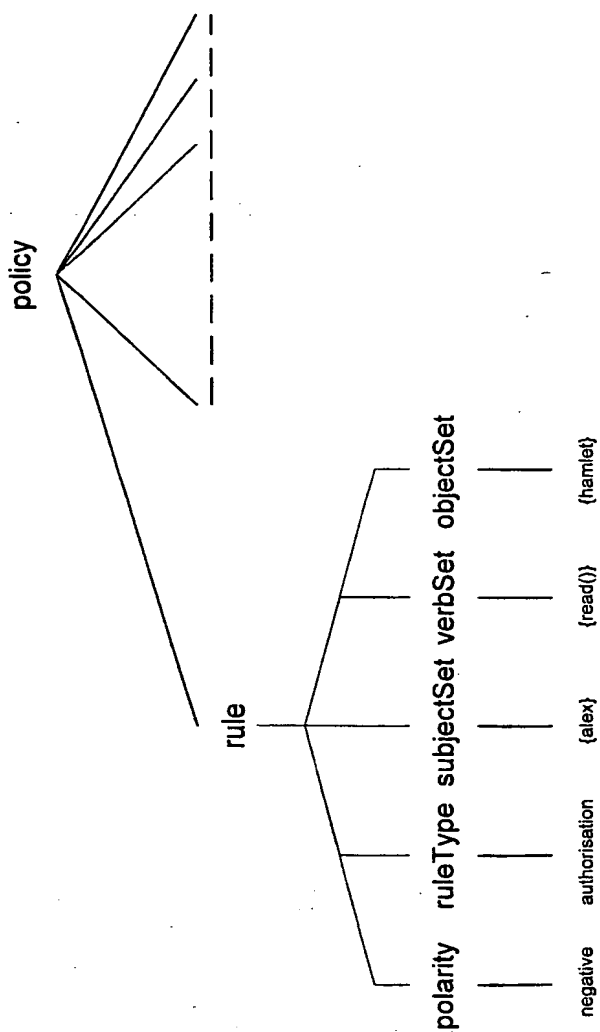 policy
rule
polarity ruleType subjectSet verbSet objectSet
negative authorisation {alex} {read()} {hamlet}